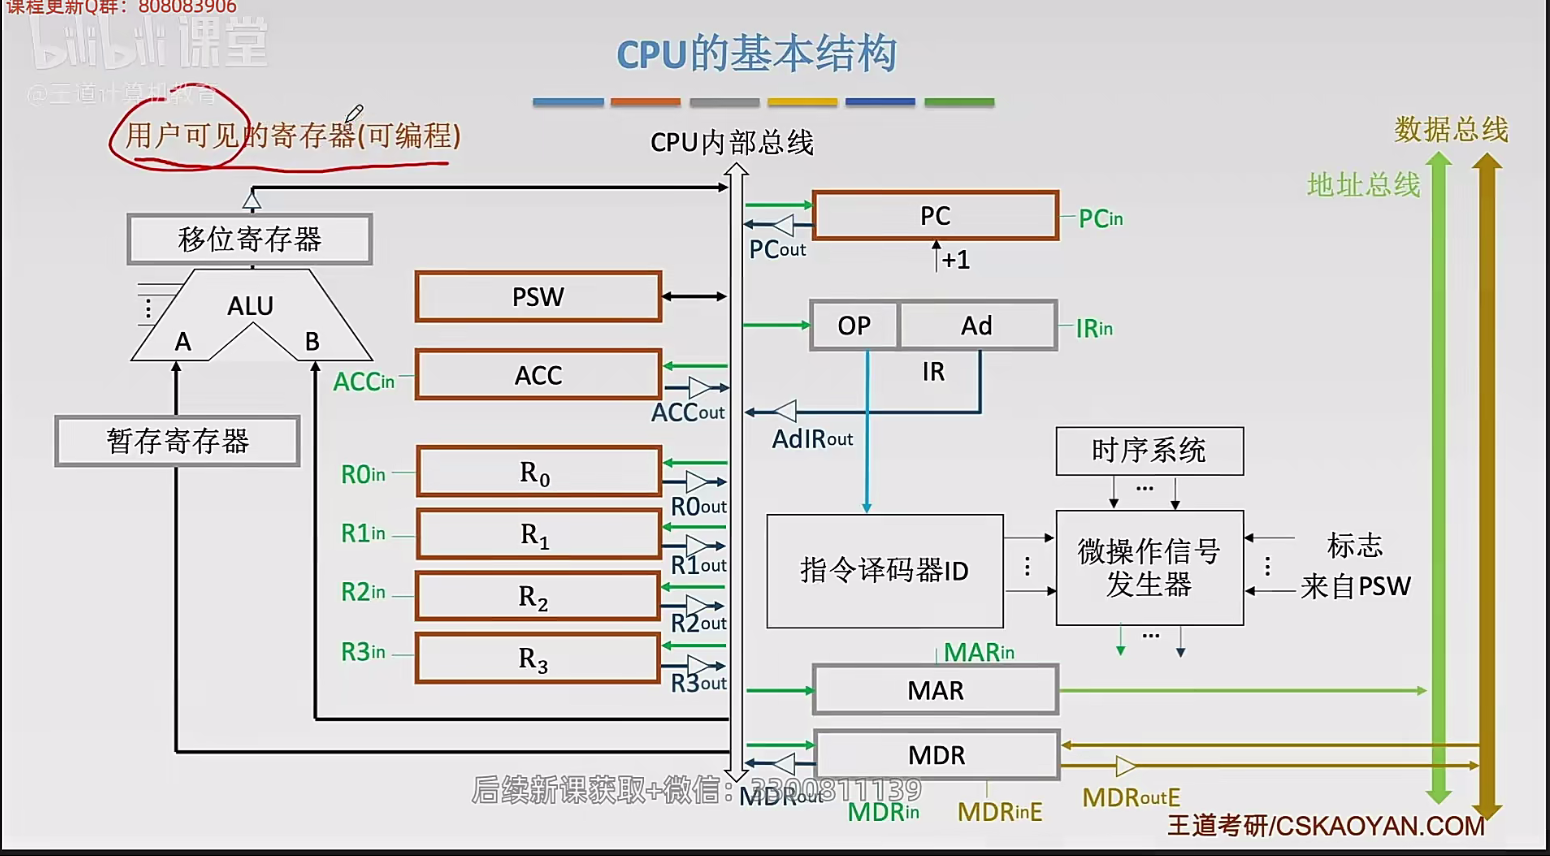 课程更新Q群：808083906
bilibili课堂
@王道计算机教育
CPU的基本结构
用户可见的寄存器(可编程)
CPU内部总线
数据总线
地址总线
移位寄存器
PC
PCin
PCout
+1
PSW
ALU
A
B
OP
Ad
IRin
IR
ACCin
ACC
ACCout
AdIRout
暂存寄存器
时序系统
...
R0in
R₀
R0out
R1in
R₁
R1out
指令译码器ID
微操作信号
发生器
标志
来自PSW
R2in
R₂
R2out
...
R3in
R₃
R3out
MARin
MAR
MDR
后续新课获取+微信：3300811139
MDRout
MDRin
MDRinE
MDRoutE
王道考研/CSKAOYAN.COM